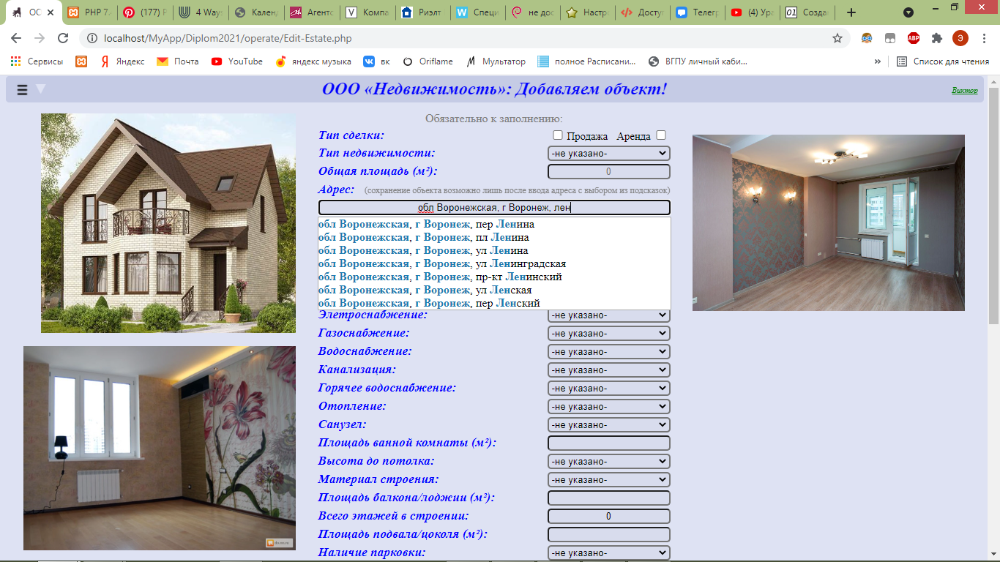 ОС
PHP 7.
(177) F
4 Way:
Календ
Агентс
Компа
Риэлт
Специ
не дос
Настр
Досту
Телегр
(4) Ура
Создан
localhost/MyApp/Diplom2021/operate/Edit-Estate.php
ABP
Э
Сервисы
Яндекс
Почта
YouTube
яндекс музыка
вк
Oriflame
Мультатор
полное Расписани...
ВГПУ личный каби...
»
Список для чтения
ООО «Недвижимость»: Добавляем объект!
Виктор
Обязательно к заполнению:
Тип сделки: Продажа Аренда
Тип недвижимости: -не указано-
Общая площадь (м²): 0
Адрес: (сохранение объекта возможно лишь после ввода адреса с выбором из подсказок)
обл Воронежская, г Воронеж, лен
обл Воронежская, г Воронеж, пер Ленина
обл Воронежская, г Воронеж, пл Ленина
обл Воронежская, г Воронеж, ул Ленина
обл Воронежская, г Воронеж, ул Ленинградская
обл Воронежская, г Воронеж, пр-кт Ленинский
обл Воронежская, г Воронеж, ул Ленская
обл Воронежская, г Воронеж, пер Ленский
Элетроснабжение: -не указано-
Газоснабжение: -не указано-
Водоснабжение: -не указано-
Канализация: -не указано-
Горячее водоснабжение: -не указано-
Отопление: -не указано-
Санузел: -не указано-
Площадь ванной комнаты (м²):
Высота до потолка: -не указано-
Материал строения: -не указано-
Площадь балкона/лоджии (м²):
Всего этажей в строении: 0
Площадь подвала/цоколя (м²):
Наличие парковки: -не указано-